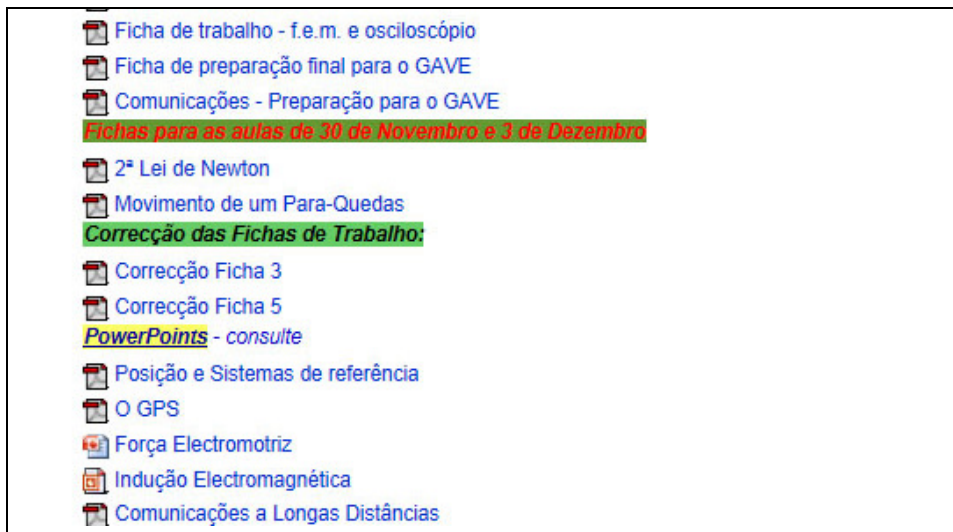 Ficha de trabalho - f.e.m. e osciloscópio
Ficha de preparação final para o GAVE
Comunicações - Preparação para o GAVE
Fichas para as aulas de 30 de Novembro e 3 de Dezembro
2ª Lei de Newton
Movimento de um Para-Quedas
Correcção das Fichas de Trabalho:
Correcção Ficha 3
Correcção Ficha 5
PowerPoints - consulte
Posição e Sistemas de referência
O GPS
Força Electromotriz
Indução Electromagnética
Comunicações a Longas Distâncias